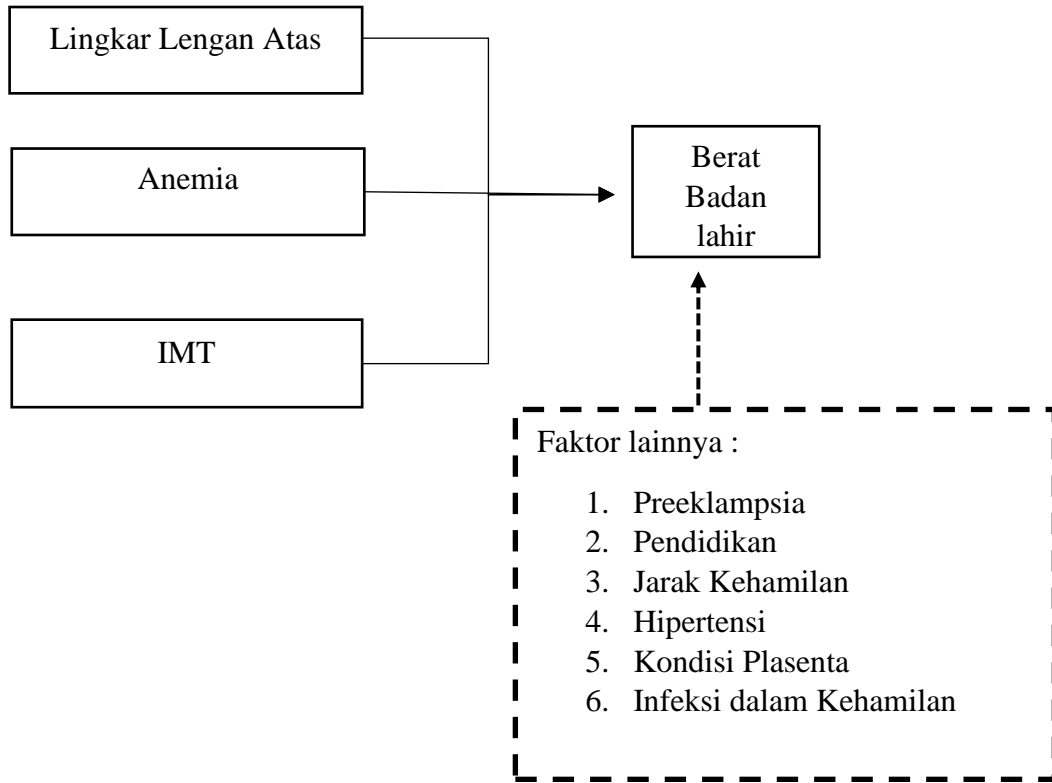 Lingkar Lengan Atas
Anemia
IMT
Berat
Badan
lahir
Faktor lainnya :
1. Preeklampsia
2. Pendidikan
3. Jarak Kehamilan
4. Hipertensi
5. Kondisi Plasenta
6. Infeksi dalam Kehamilan